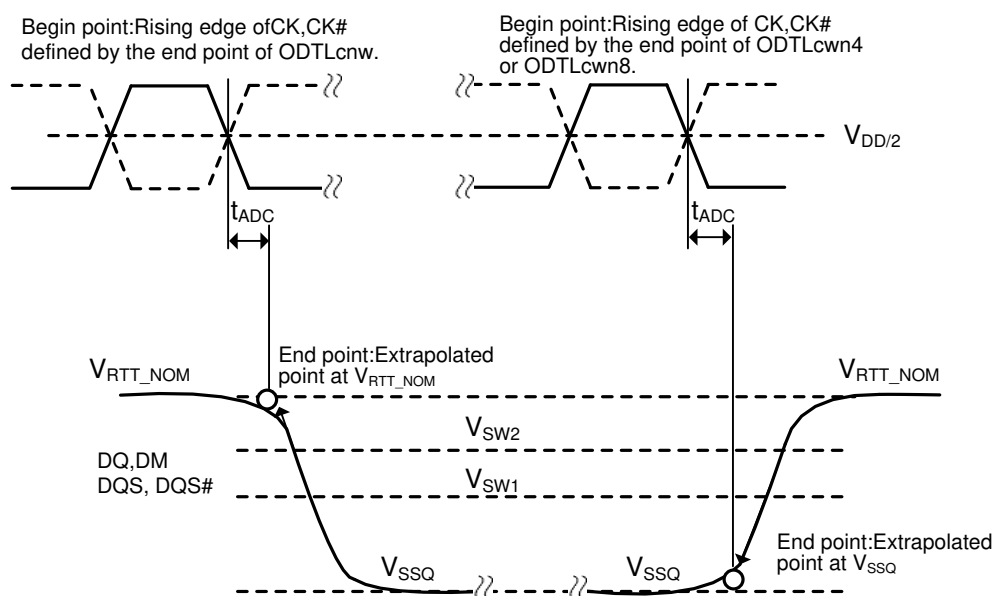 Begin point:Rising edge ofCK,CK#
defined by the end point of ODTLcnw.
Begin point:Rising edge of CK,CK#
defined by the end point of ODTLcwn4
or ODTLcwn8.
VDD/2
tADC
tADC
End point:Extrapolated
point at VRTT_NOM
VRTT_NOM
VRTT_NOM
VSW2
DQ,DM
DQS, DQS#
VSW1
End point:Extrapolated
point at VSSQ
VSSQ
VSSQ